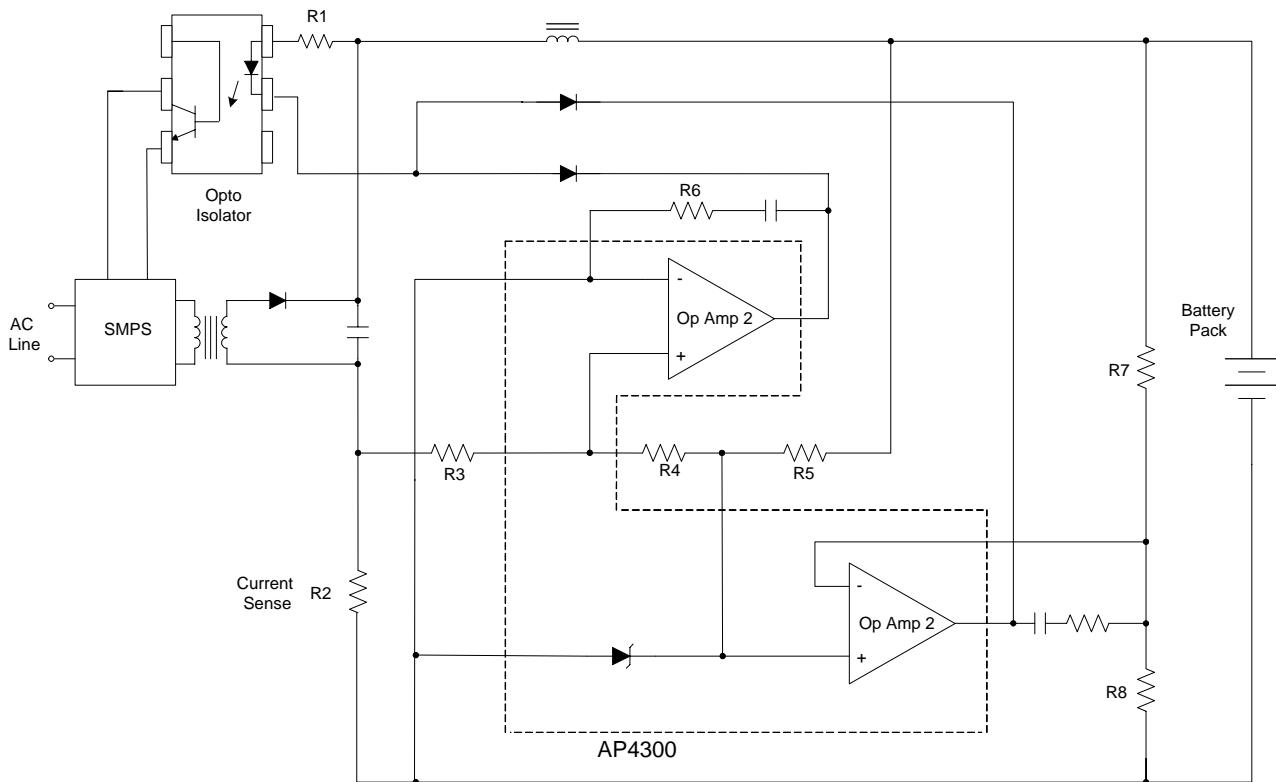 R1
Opto
Isolator
R6
-
Op Amp 2
+
AC
Line
SMPS
Battery
Pack
R7
R3
R4
R5
Current
Sense
R2
-
Op Amp 2
+
R8
AP4300